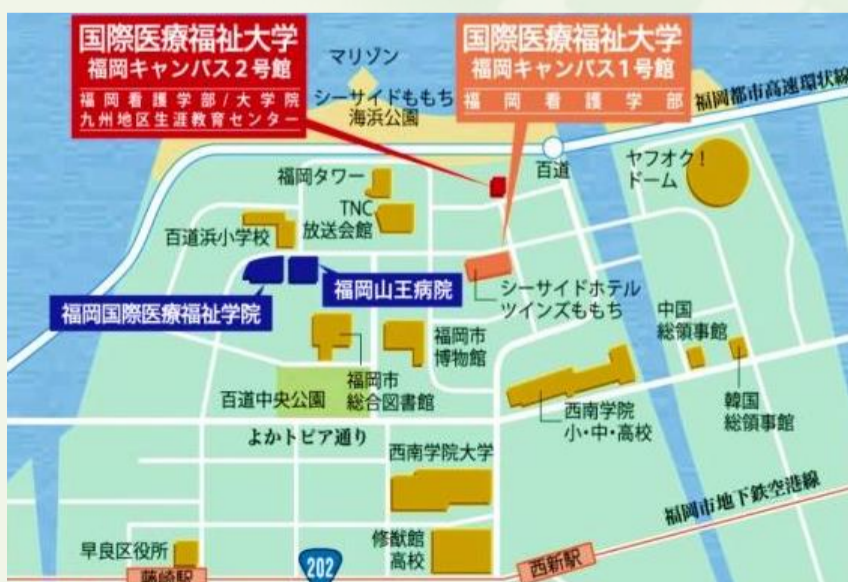 国際医療福祉大学
福岡キャンパス2号館
福岡看護学部/大学院
九州地区生涯教育センター
マリゾン
シーサイドももち
海浜公園
国際医療福祉大学
福岡キャンパス1号館
福岡看護学部
福岡都市高速環状線
百道
ヤフオク!
ドーム
福岡タワー
TNC
放送会館
百道浜小学校
福岡国際医療福祉学院
福岡山王病院
シーサイドホテル
ツインズももち
中国
総領事館
福岡市
博物館
百道中央公園
福岡市
総合図書館
西南学院
小・中・高校
韓国
総領事館
よかトピア通り
西南学院大学
福岡市地下鉄空港線
早良区役所
藤崎駅
202
修猷館
高校
西新駅